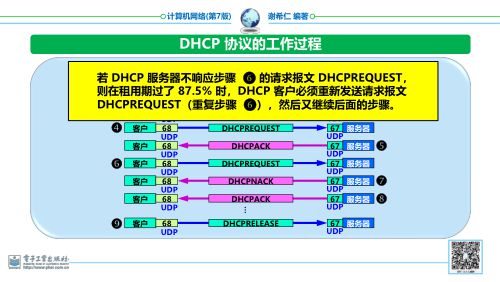 计算机网络(第7版) 谢希仁 编著
DHCP 协议的工作过程
若 DHCP 服务器不响应步骤 ❻ 的请求报文 DHCPREQUEST，
则在租用期过了 87.5% 时，DHCP 客户必须重新发送请求报文
DHCPREQUEST（重复步骤 ❻），然后又继续后面的步骤。
❹ 客户 68 DHCPREQUEST 67 服务器
UDP UDP
客户 68 DHCPACK 67 服务器 ❺
UDP UDP
❻ 客户 68 DHCPREQUEST 67 服务器
UDP UDP
客户 68 DHCPNACK 67 服务器 ❼
UDP UDP
客户 68 DHCPACK 67 服务器 ❽
UDP UDP
⋮
❾ 客户 68 DHCPRELEASE 67 服务器
UDP UDP
电子工业出版社
http://www.phei.com.cn